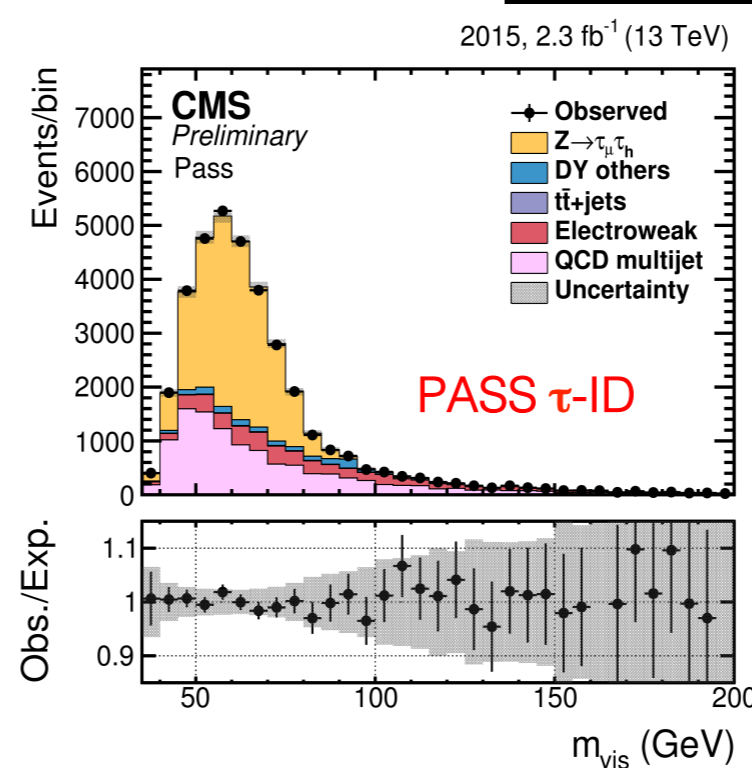 2015, 2.3 fb⁻¹ (13 TeV)
Events/bin
7000
6000
5000
4000
3000
2000
1000
0
CMS
Preliminary
Pass
Observed
Z→τ_μτ_h
DY others
tt̄+jets
Electroweak
QCD multijet
Uncertainty
PASS τ-ID
Obs./Exp.
1.1
1
0.9
50
100
150
200
m_vis (GeV)